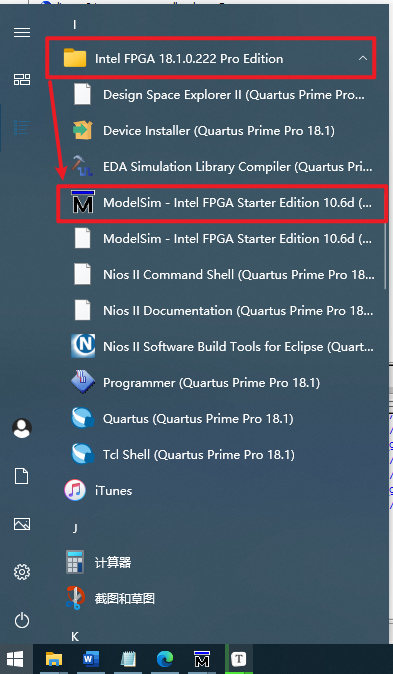 I
Intel FPGA 18.1.0.222 Pro Edition
Design Space Explorer II (Quartus Prime Pro...
Device Installer (Quartus Prime Pro 18.1)
EDA Simulation Library Compiler (Quartus Pri...
ModelSim - Intel FPGA Starter Edition 10.6d (...
ModelSim - Intel FPGA Starter Edition 10.6d (...
Nios II Command Shell (Quartus Prime Pro 18...
Nios II Documentation (Quartus Prime Pro 18...
Nios II Software Build Tools for Eclipse (Quart...
Programmer (Quartus Prime Pro 18.1)
Quartus (Quartus Prime Pro 18.1)
Tcl Shell (Quartus Prime Pro 18.1)
iTunes
J
计算器
截图和草图
K